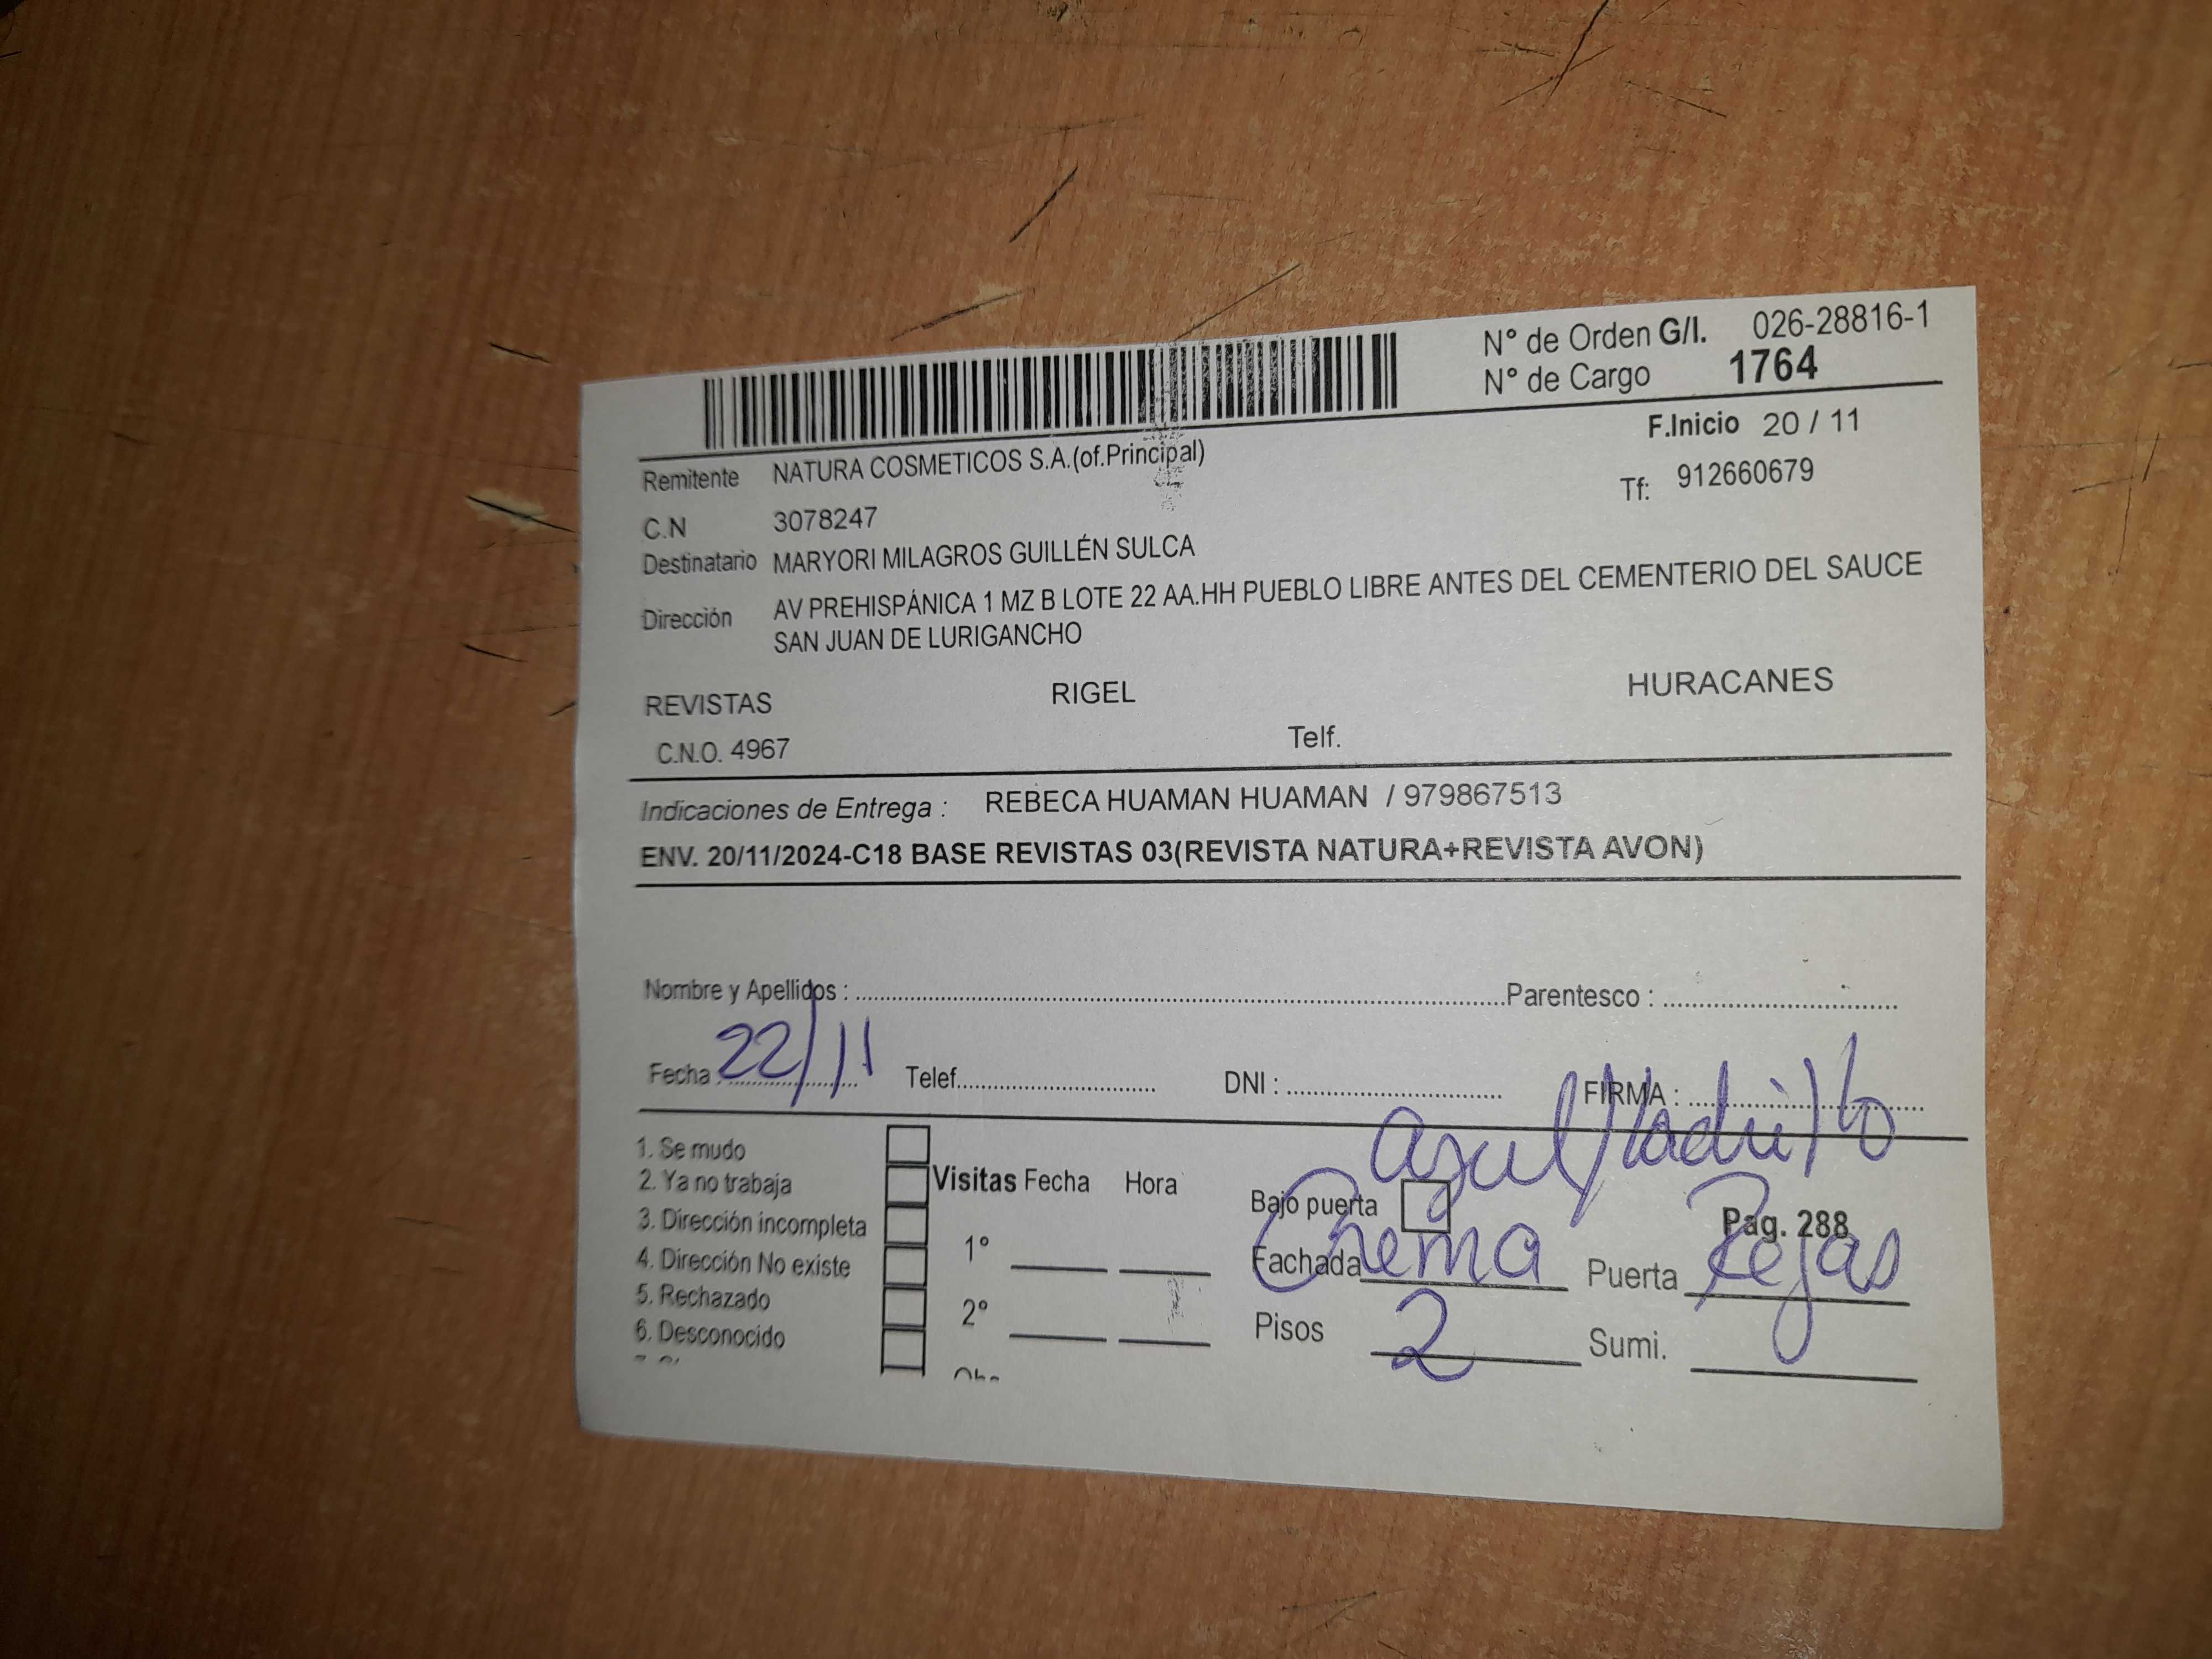 N° de Orden G/I. 026-28816-1
N° de Cargo 1764
F.Inicio 20 / 11
Remitente NATURA COSMETICOS S.A.(of.Principal)
Tf: 912660679
C.N 3078247
Destinatario MARYORI MILAGROS GUILLÉN SULCA
Dirección AV PREHISPÁNICA 1 MZ B LOTE 22 AA.HH PUEBLO LIBRE ANTES DEL CEMENTERIO DEL SAUCE
SAN JUAN DE LURIGANCHO
REVISTAS RIGEL HURACANES
C.N.O. 4967 Telf.
Indicaciones de Entrega : REBECA HUAMAN HUAMAN / 979867513
ENV. 20/11/2024-C18 BASE REVISTAS 03(REVISTA NATURA+REVISTA AVON)
Nombre y Apellidos : Parentesco :
Fecha : 22/11 Telef. DNI : FIRMA :
azul/ladrillo
1. Se mudo
2. Ya no trabaja
3. Dirección incompleta
4. Dirección No existe
5. Rechazado
6. Desconocido
Visitas Fecha Hora
1°
2°
Bajo puerta Pag. 288
Fachada Crema Puerta Rejas
Pisos 2 Sumi.